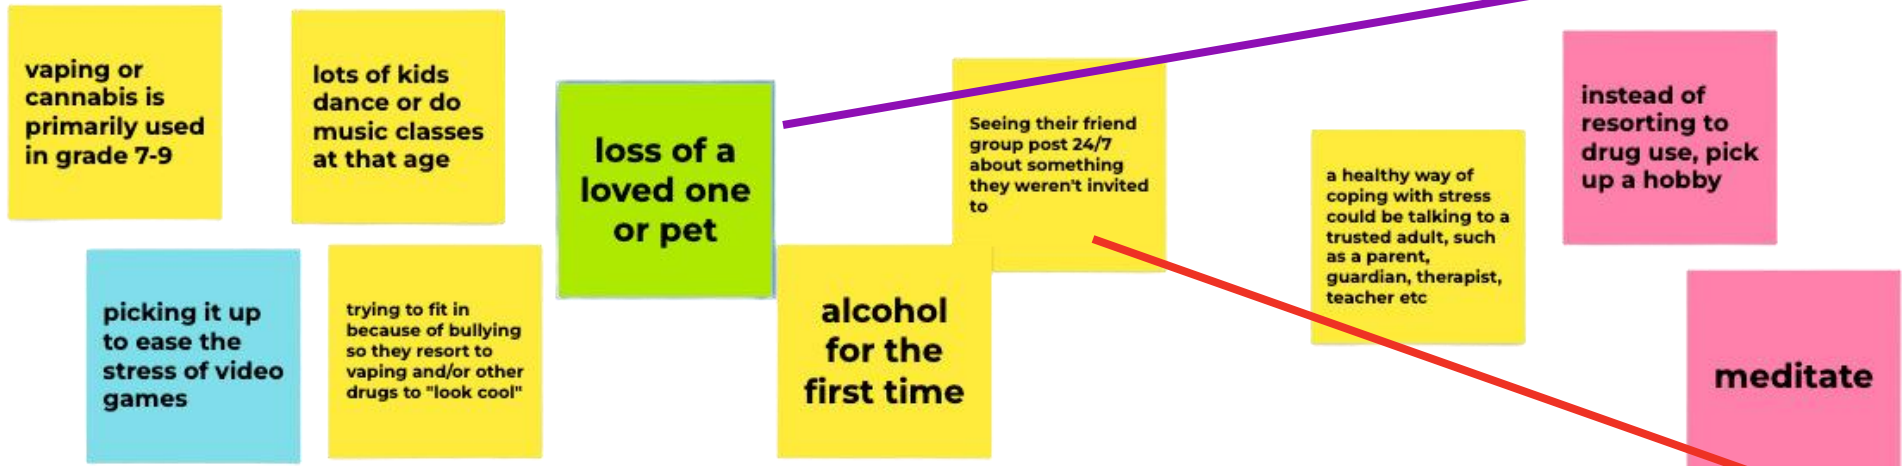 vaping or
cannabis is
primarily used
in grade 7-9
lots of kids
dance or do
music classes
at that age
loss of a
loved one
or pet
Seeing their friend
group post 24/7
about something
they weren't invited
to
a healthy way of
coping with stress
could be talking to a
trusted adult, such
as a parent,
guardian, therapist,
teacher etc
instead of
resorting to
drug use, pick
up a hobby
picking it up
to ease the
stress of video
games
trying to fit in
because of bullying
so they resort to
vaping and/or other
drugs to "look cool"
alcohol
for the
first time
meditate